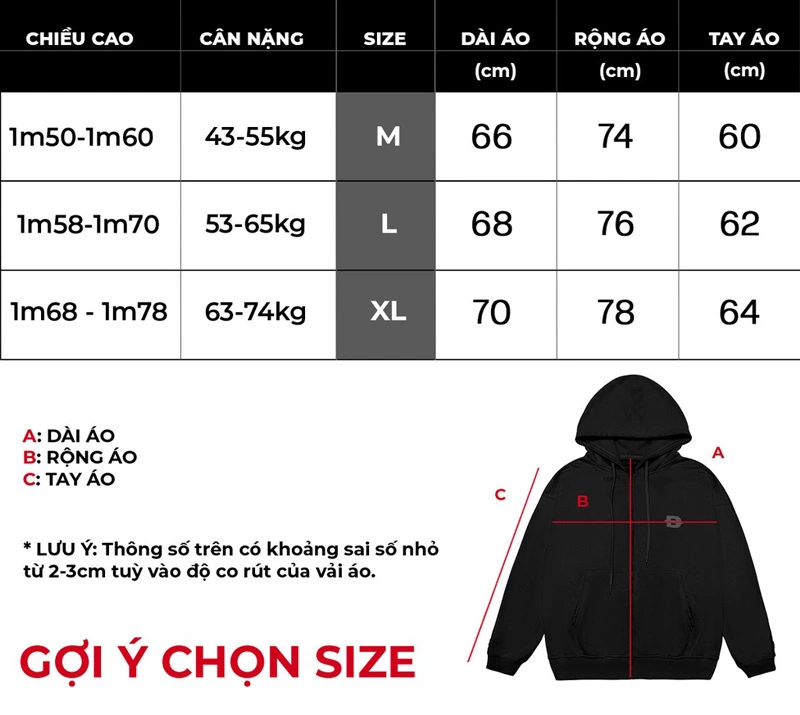 CHIỀU CAO CÂN NẶNG SIZE DÀI ÁO RỘNG ÁO TAY ÁO
(cm) (cm) (cm)
1m50-1m60 43-55kg M 66 74 60
1m58-1m70 53-65kg L 68 76 62
1m68 - 1m78 63-74kg XL 70 78 64
A: DÀI ÁO
B: RỘNG ÁO
C: TAY ÁO
A
C
B
* LƯU Ý: Thông số trên có khoảng sai số nhỏ
từ 2-3cm tuỳ vào độ co rút của vải áo.
GỢI Ý CHỌN SIZE